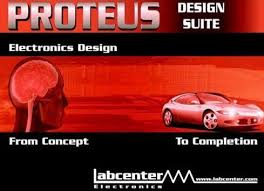 PROTEUS
DESIGN
SUITE
Electronics Design
From Concept
To Completion
labcenter
Electronics
www.labcenter.com